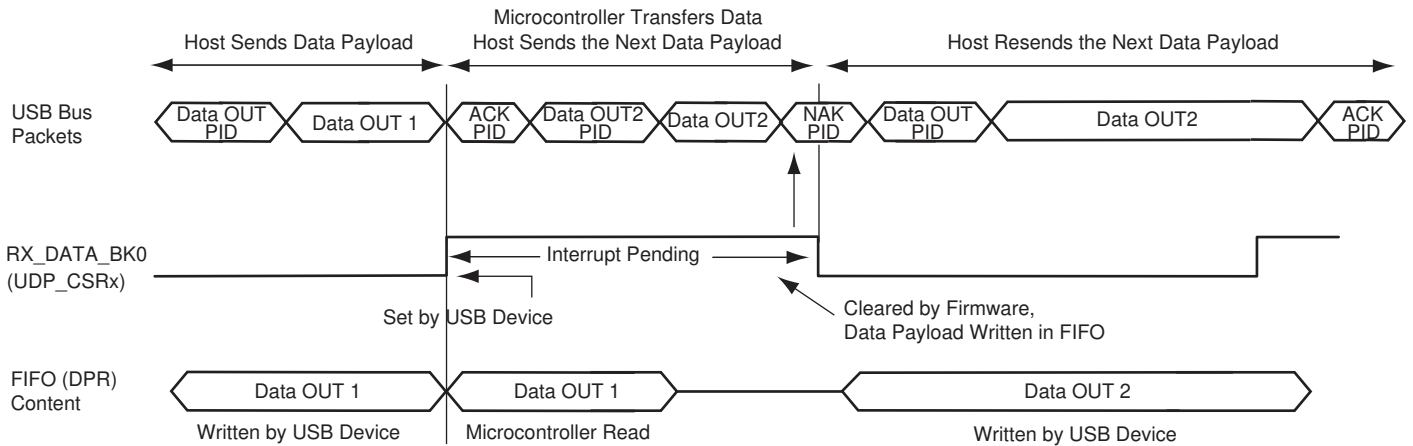 Microcontroller Transfers Data
Host Sends Data Payload
Host Sends the Next Data Payload
Host Resends the Next Data Payload
USB Bus
Packets
Data OUT
PID
Data OUT 1
ACK
PID
Data OUT2
PID
Data OUT2
NAK
PID
Data OUT
PID
Data OUT2
ACK
PID
RX_DATA_BK0
(UDP_CSRx)
Interrupt Pending
Set by USB Device
Cleared by Firmware,
Data Payload Written in FIFO
FIFO (DPR)
Content
Data OUT 1
Data OUT 1
Data OUT 2
Written by USB Device
Microcontroller Read
Written by USB Device